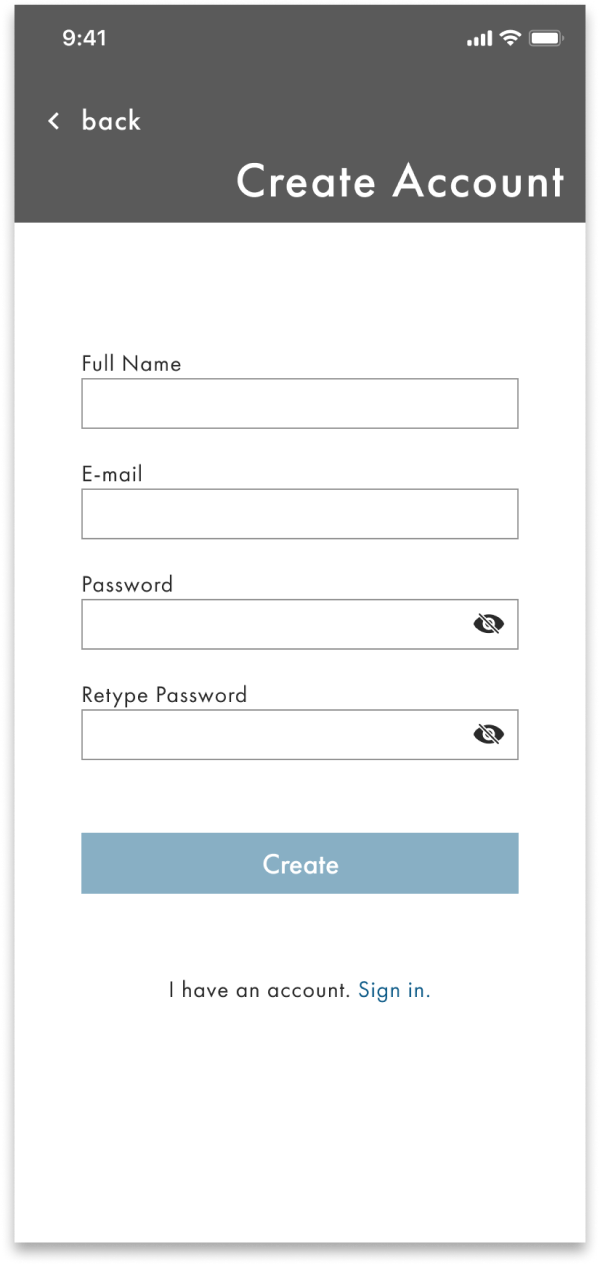 9:41
back
Create Account
Full Name
E-mail
Password
Retype Password
Create
I have an account. Sign in.